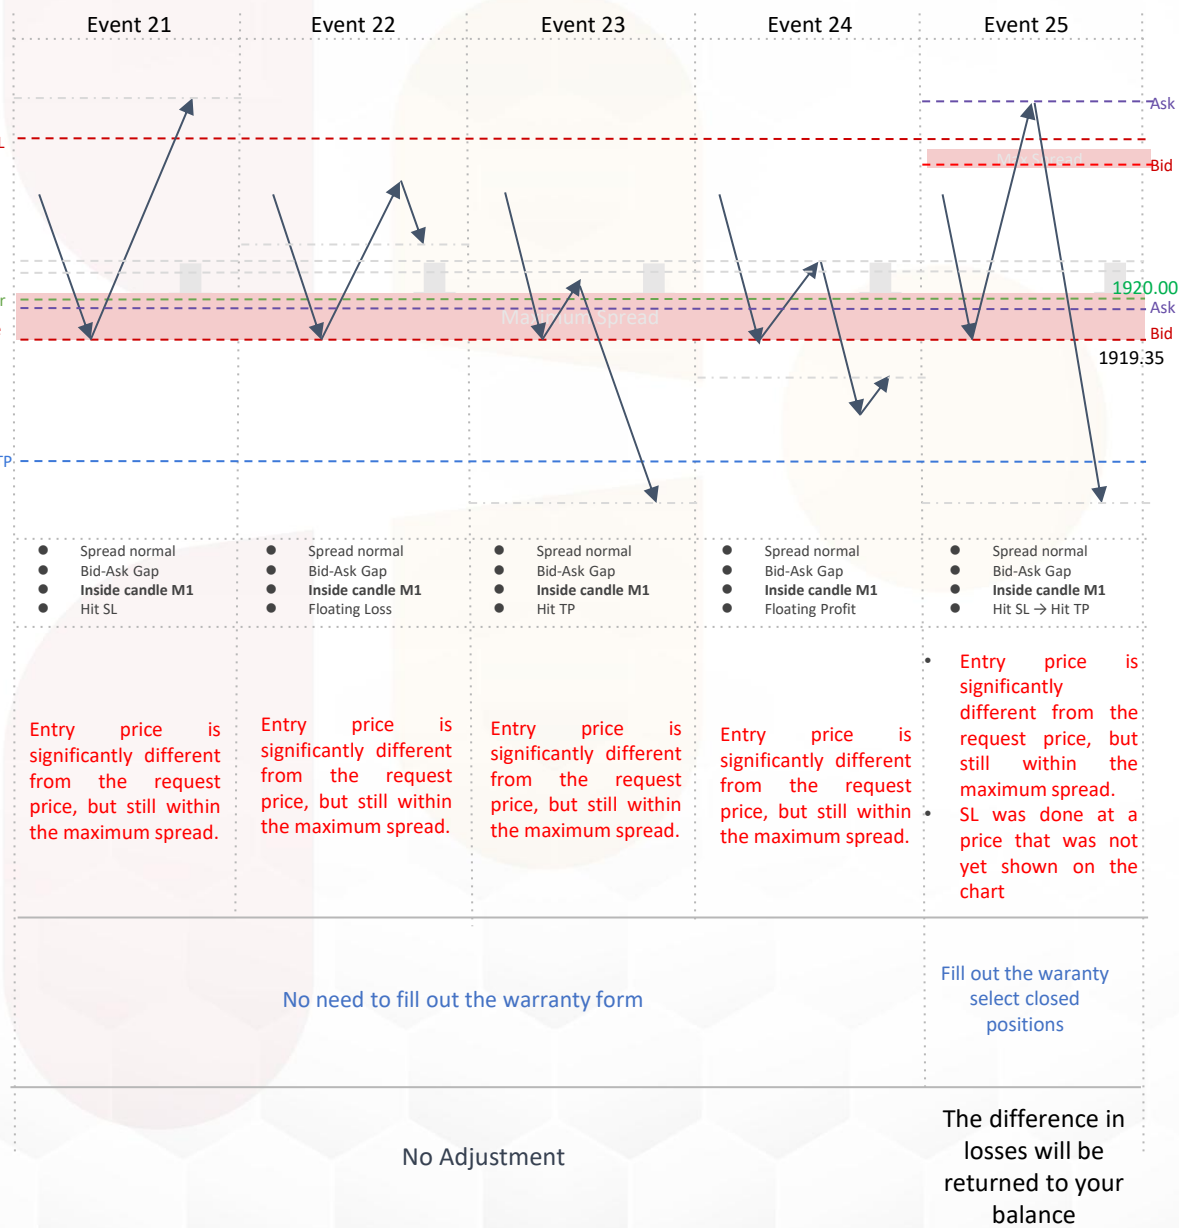 Event 21
Event 22
Event 23
Event 24
Event 25
Ask
Bid
Maximum Spread
1920.00
Ask
Bid
1919.35
TP
● Spread normal
● Bid-Ask Gap
● Inside candle M1
● Hit SL
● Spread normal
● Bid-Ask Gap
● Inside candle M1
● Floating Loss
● Spread normal
● Bid-Ask Gap
● Inside candle M1
● Hit TP
● Spread normal
● Bid-Ask Gap
● Inside candle M1
● Floating Profit
● Spread normal
● Bid-Ask Gap
● Inside candle M1
● Hit SL → Hit TP
Entry price is
significantly different
from the request
price, but still within
the maximum spread.
Entry price is
significantly different
from the request
price, but still within
the maximum spread.
Entry price is
significantly different
from the request
price, but still within
the maximum spread.
Entry price is
significantly different
from the request
price, but still within
the maximum spread.
• Entry price is
significantly
different from the
request price, but
still within the
maximum spread.
• SL was done at a
price that was not
yet shown on the
chart
No need to fill out the warranty form
Fill out the waranty
select closed
positions
No Adjustment
The difference in
losses will be
returned to your
balance